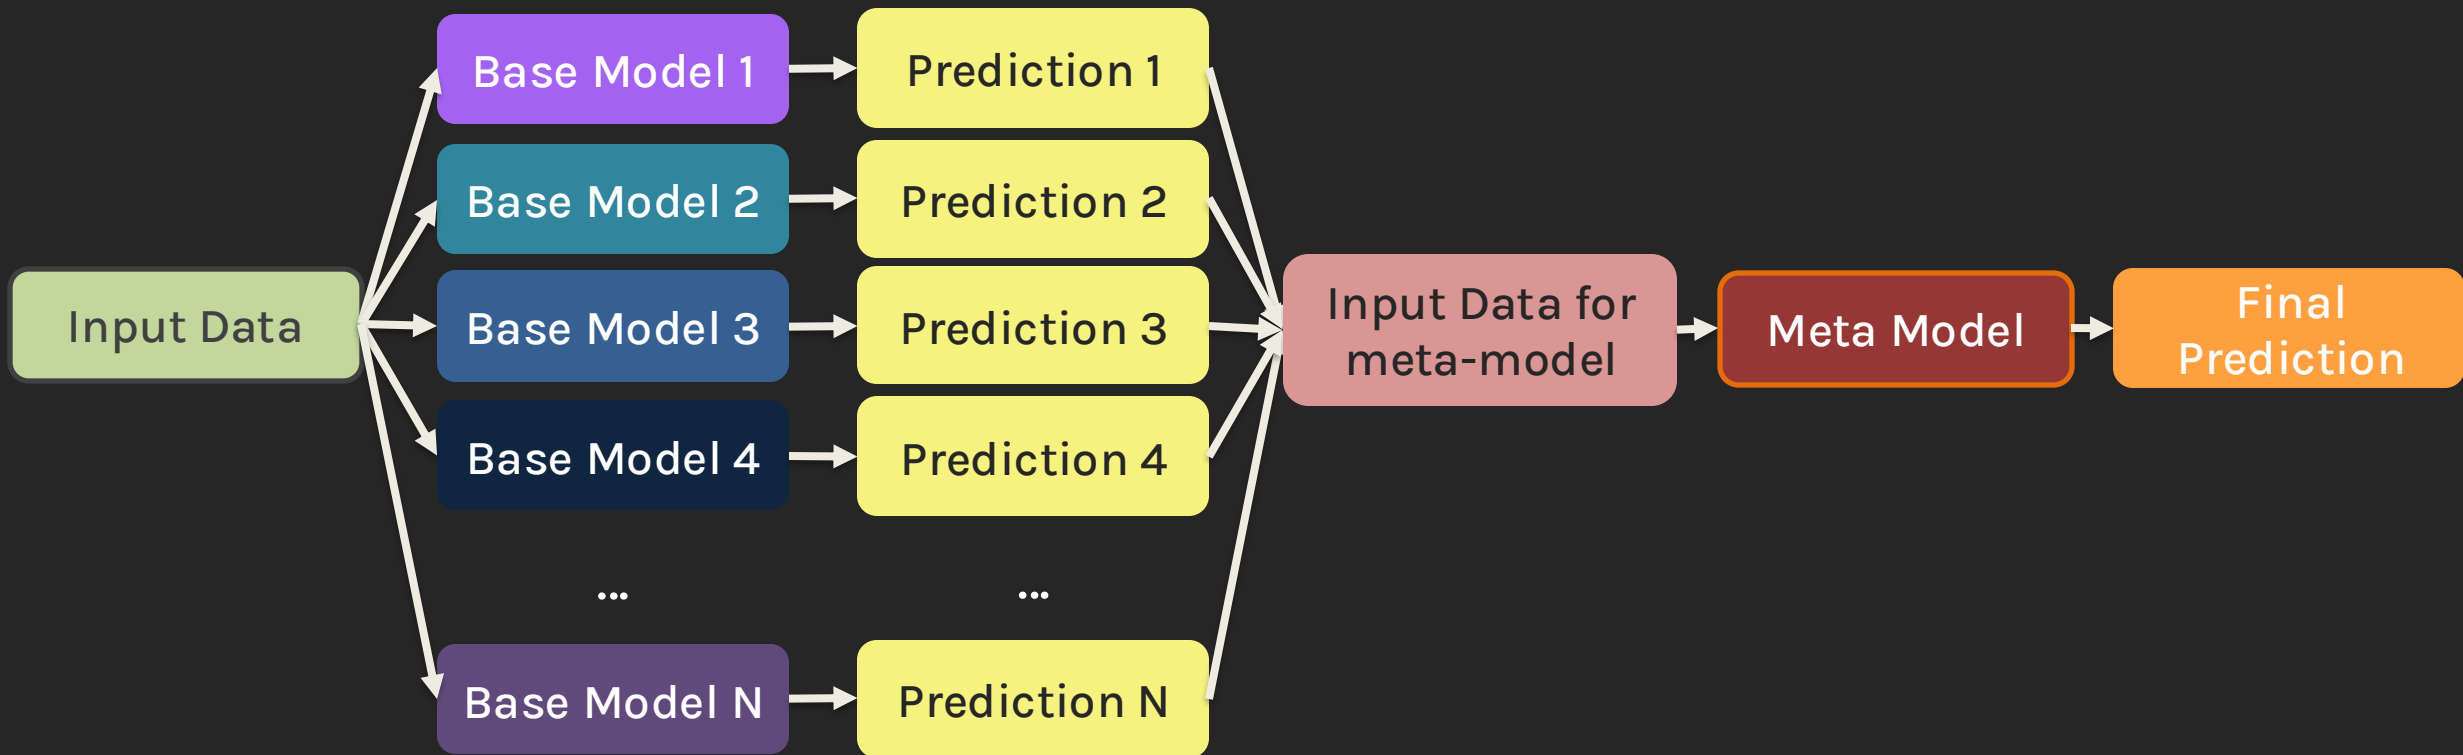 Base Model 1
Prediction 1
Base Model 2
Prediction 2
Input Data
Base Model 3
Prediction 3
Input Data for
meta-model
Meta Model
Final
Prediction
Base Model 4
Prediction 4
...
...
Base Model N
Prediction N